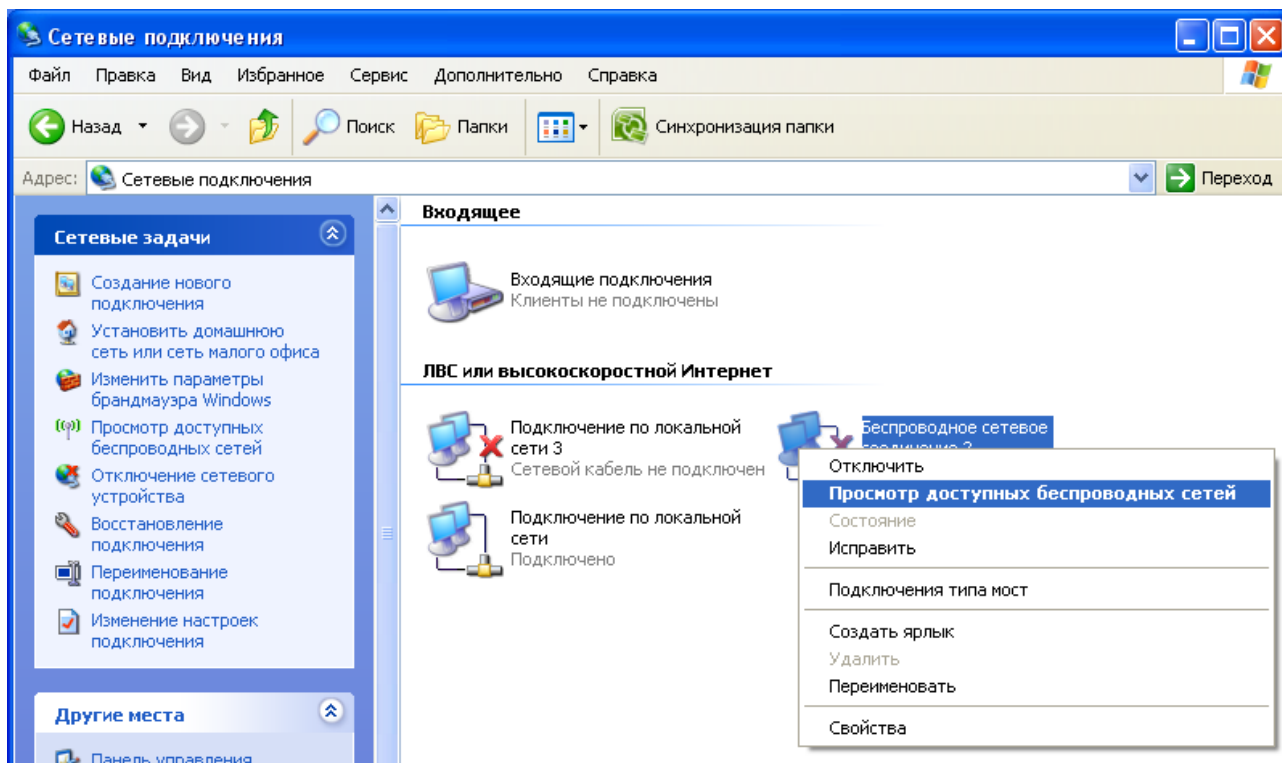 Сетевые подключения
Файл Правка Вид Избранное Сервис Дополнительно Справка
Назад Поиск Папки Синхронизация папки
Адрес: Сетевые подключения Переход
Сетевые задачи
Создание нового
подключения
Установить домашнюю
сеть или сеть малого офиса
Изменить параметры
брандмауэра Windows
Просмотр доступных
беспроводных сетей
Отключение сетевого
устройства
Восстановление
подключения
Переименование
подключения
Изменение настроек
подключения
Другие места
Панель управления
Входящее
Входящие подключения
Клиенты не подключены
ЛВС или высокоскоростной Интернет
Подключение по локальной
сети 3
Сетевой кабель не подключен
Беспроводное сетевое
соединение
Подключение по локальной
сети
Подключено
Отключить
Просмотр доступных беспроводных сетей
Состояние
Исправить
Подключения типа мост
Создать ярлык
Удалить
Переименовать
Свойства